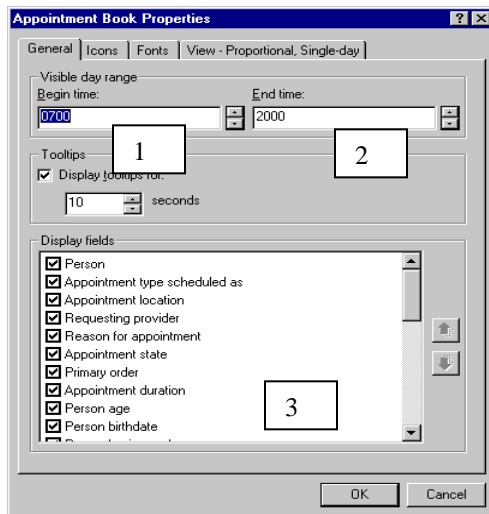 Appointment Book Properties
General Icons Fonts View - Proportional, Single-day
Visible day range
Begin time: End time:
0700 2000
1 2
Tooltips
Display tooltips for:
10 seconds
Display fields
Person
Appointment type scheduled as
Appointment location
Requesting provider
Reason for appointment
Appointment state
Primary order
Appointment duration
Person age
3
Person birthdate
OK Cancel